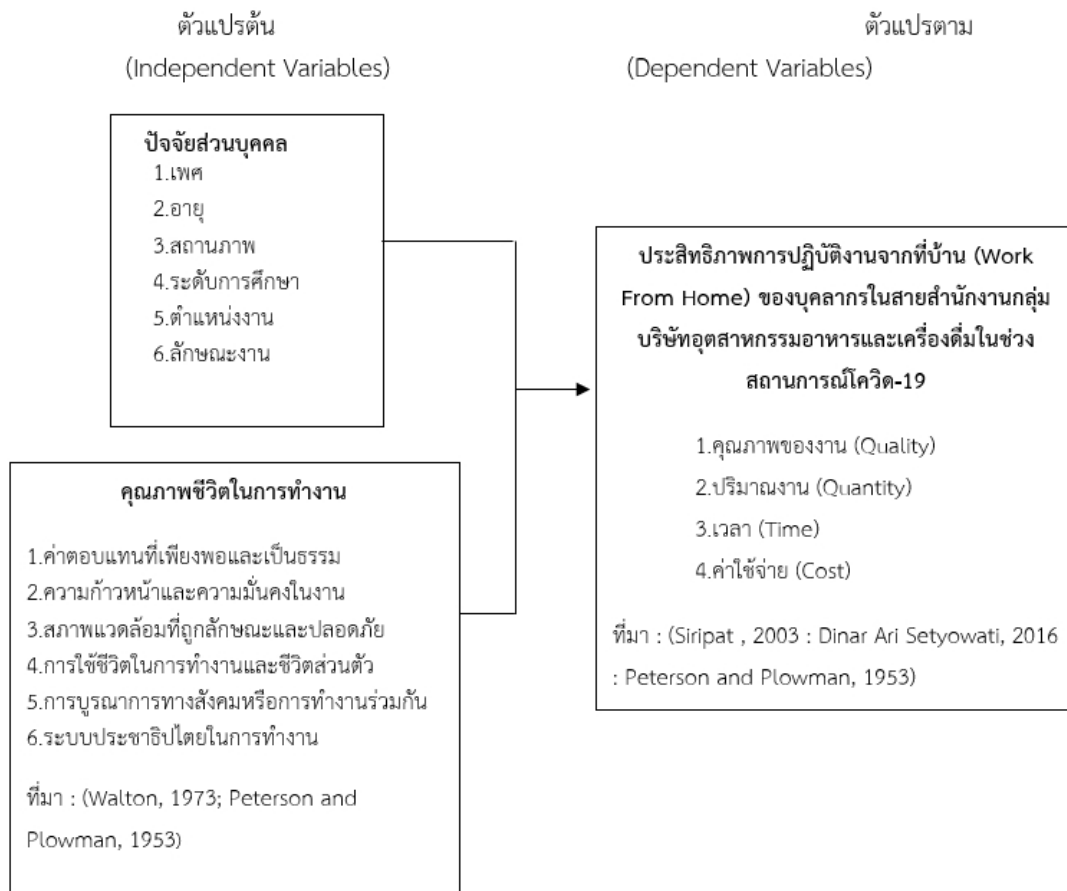 ตัวแปรต้น
(Independent Variables)
ตัวแปรตาม
(Dependent Variables)
ปัจจัยส่วนบุคคล
1.เพศ
2.อายุ
3.สถานภาพ
4.ระดับการศึกษา
5.ตำแหน่งงาน
6.ลักษณะงาน
คุณภาพชีวิตในการทำงาน
1.ค่าตอบแทนที่เพียงพอและเป็นธรรม
2.ความก้าวหน้าและความมั่นคงในงาน
3.สภาพแวดล้อมที่ถูกลักษณะและปลอดภัย
4.การใช้ชีวิตในการทำงานและชีวิตส่วนตัว
5.การบูรณาการทางสังคมหรือการทำงานร่วมกัน
6.ระบบประชาธิปไตยในการทำงาน
ที่มา : (Walton, 1973; Peterson and
Plowman, 1953)
ประสิทธิภาพการปฏิบัติงานจากที่บ้าน (Work
From Home) ของบุคลากรในสายสำนักงานกลุ่ม
บริษัทอุตสาหกรรมอาหารและเครื่องดื่มในช่วง
สถานการณ์โควิด-19
1.คุณภาพของงาน (Quality)
2.ปริมาณงาน (Quantity)
3.เวลา (Time)
4.ค่าใช้จ่าย (Cost)
ที่มา : (Siripat , 2003 : Dinar Ari Setyowati, 2016
: Peterson and Plowman, 1953)